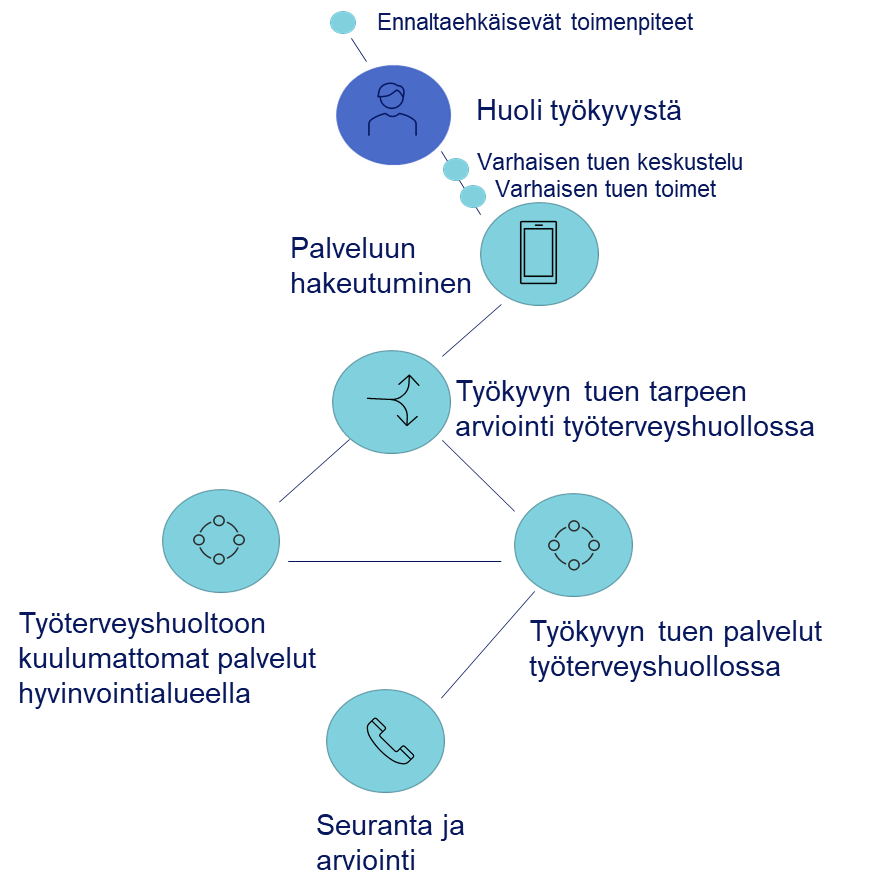 Ennaltaehkäisevät toimenpiteet
Huoli työkyvystä
Varhaisen tuen keskustelu
Varhaisen tuen toimet
Palveluun
hakeutuminen
Työkyvyn tuen tarpeen
arviointi työterveyshuollossa
Työterveyshuoltoon
kuulumattomat palvelut
hyvinvointialueella
Työkyvyn tuen palvelut
työterveyshuollossa
Seuranta ja
arviointi